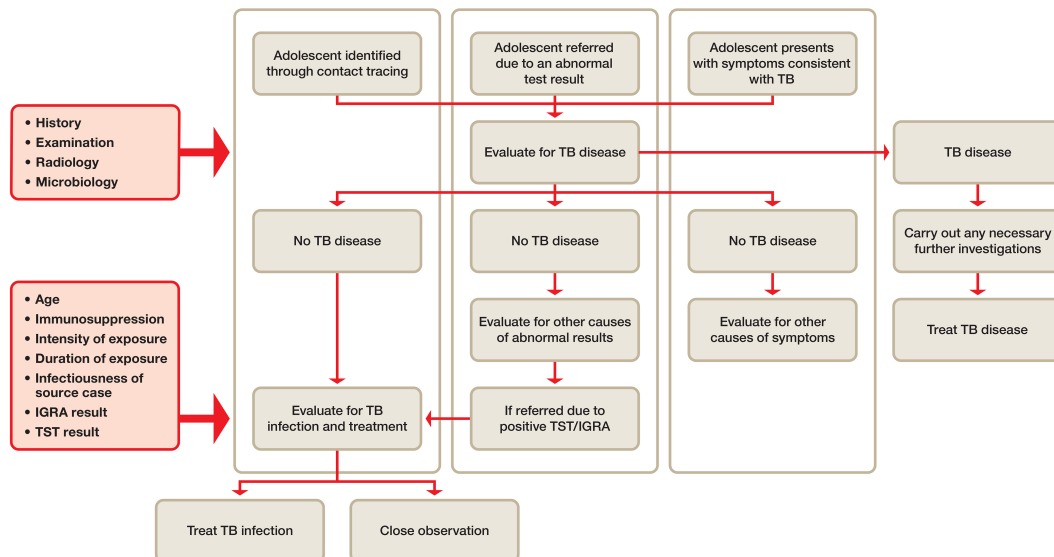 Adolescent identified
through contact tracing
Adolescent referred
due to an abnormal
test result
Adolescent presents
with symptoms consistent
with TB
• History
• Examination
• Radiology
• Microbiology
Evaluate for TB disease
TB disease
No TB disease
No TB disease
No TB disease
Carry out any necessary
further investigations
• Age
• Immunosuppression
• Intensity of exposure
• Duration of exposure
• Infectiousness of
source case
• IGRA result
• TST result
Evaluate for other causes
of abnormal results
Evaluate for other
causes of symptoms
Treat TB disease
Evaluate for TB
infection and treatment
If referred due to
positive TST/IGRA
Treat TB infection
Close observation